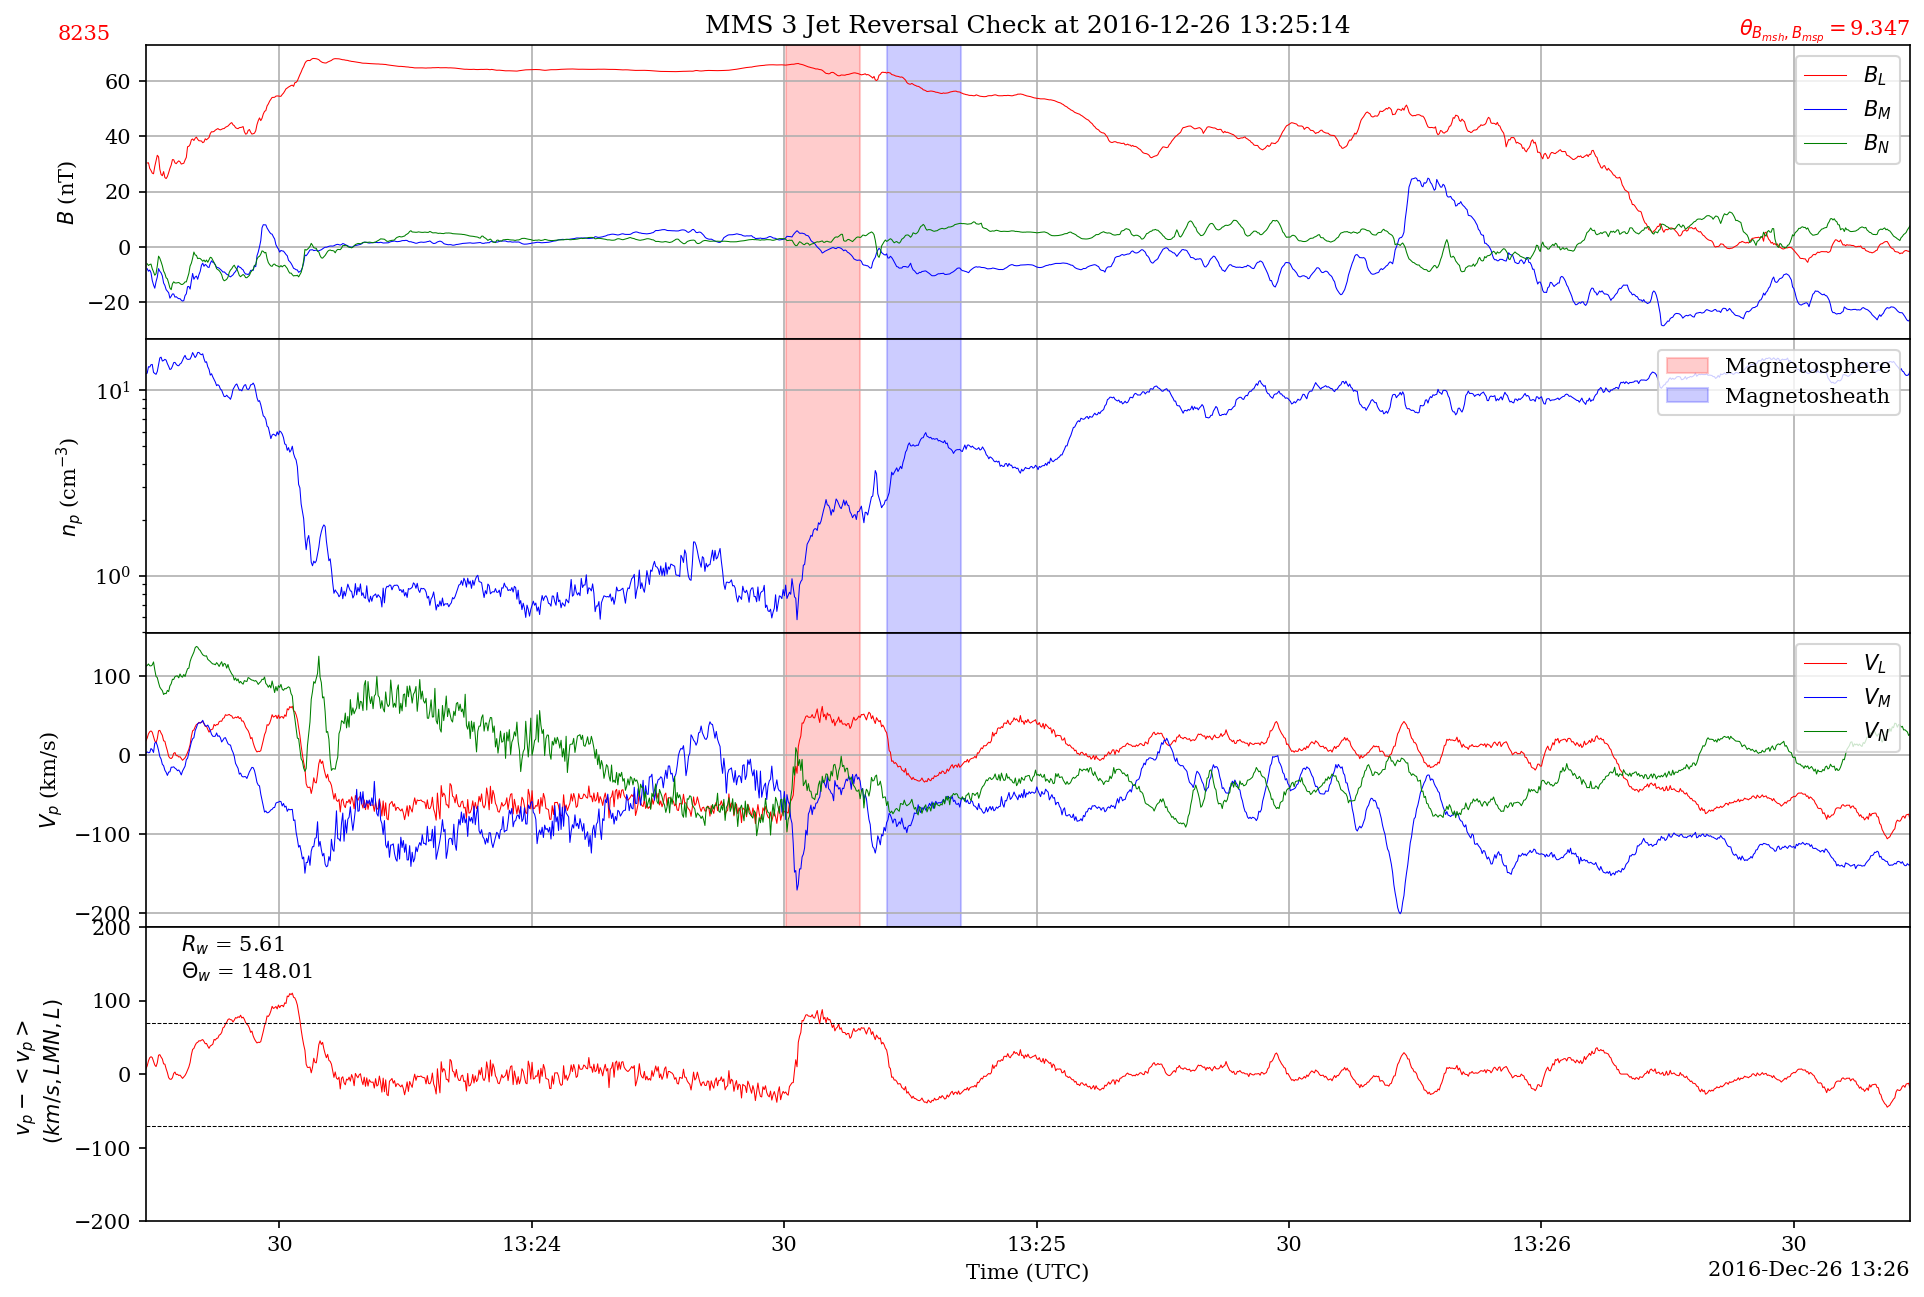 MMS 3 Jet Reversal Check at 2016-12-26 13:25:14
8235
θ_{B_{msh}, B_{msp}} = 9.347
B (nT)
60
40
20
0
−20
B_L
B_M
B_N
n_p (cm^{−3})
10^1
10^0
Magnetosphere
Magnetosheath
V_p (km/s)
100
0
−100
−200
V_L
V_M
V_N
v_p − < v_p >
(km/s, LMN, L)
200
100
0
−100
−200
R_w = 5.61
Θ_w = 148.01
30 13:24 30 13:25 30 13:26 30
Time (UTC)
2016-Dec-26 13:26